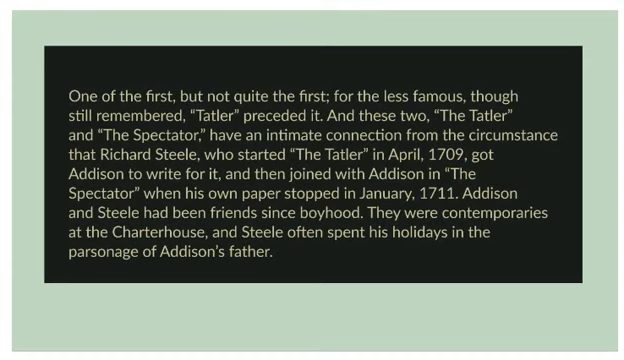 One of the first, but not quite the first; for the less famous, though
still remembered, “Tatler” preceded it. And these two, “The Tatler”
and “The Spectator,” have an intimate connection from the circumstance
that Richard Steele, who started “The Tatler” in April, 1709, got
Addison to write for it, and then joined with Addison in “The
Spectator” when his own paper stopped in January, 1711. Addison
and Steele had been friends since boyhood. They were contemporaries
at the Charterhouse, and Steele often spent his holidays in the
parsonage of Addison’s father.